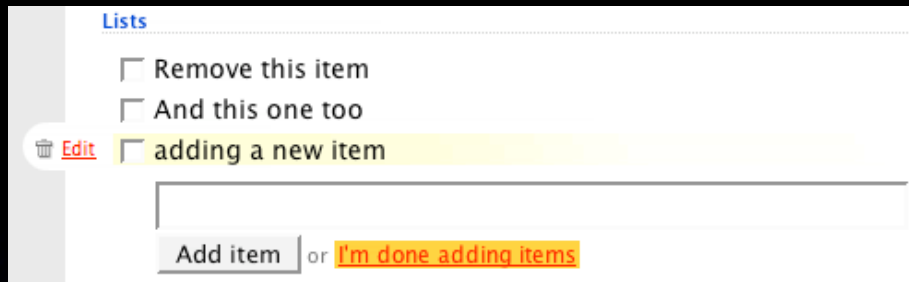 Lists
Remove this item
And this one too
Edit adding a new item
Add item or I'm done adding items